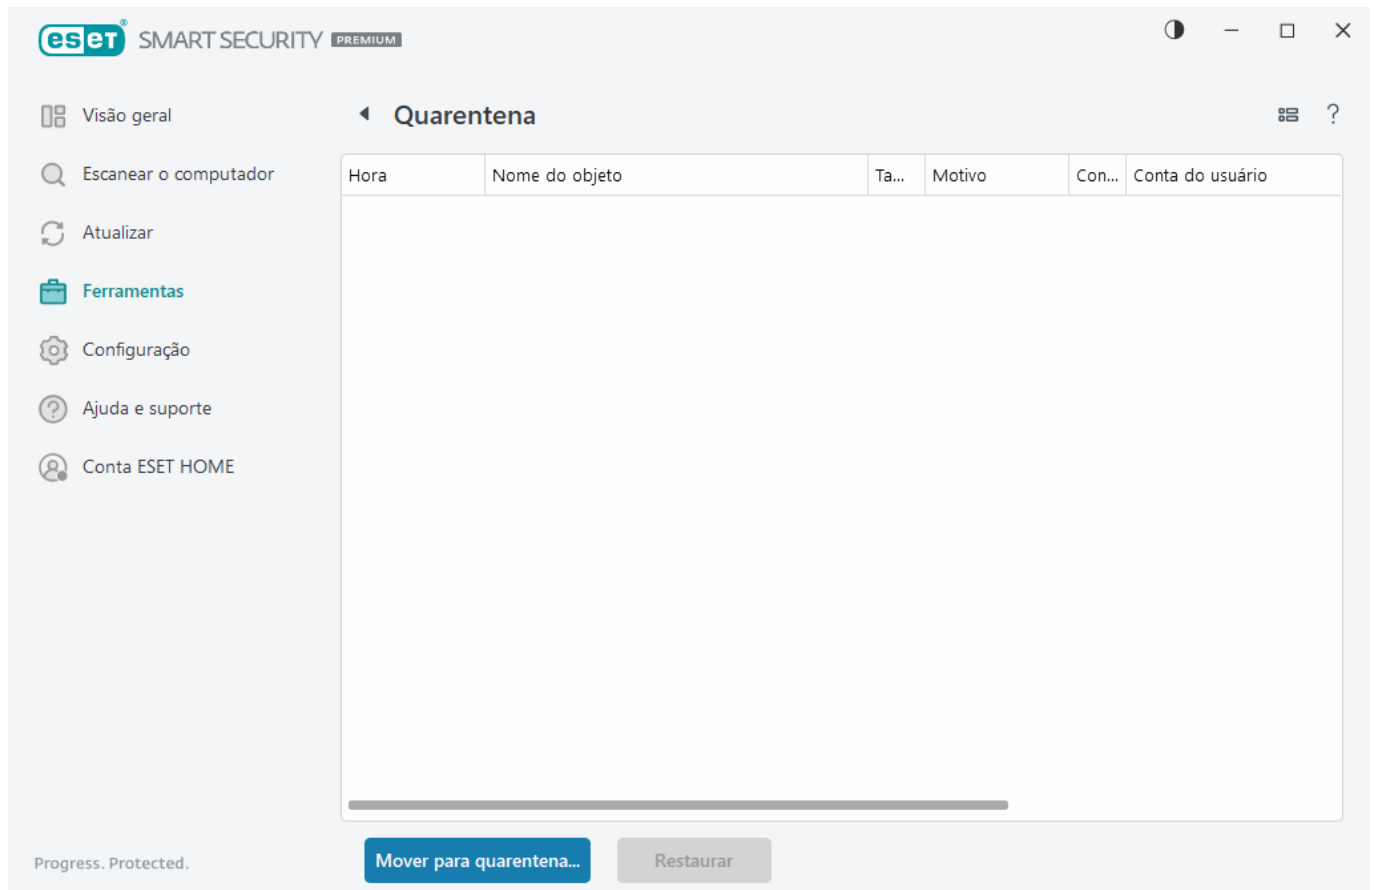 eset® SMART SECURITY PREMIUM
Visão geral
Escanear o computador
Atualizar
Ferramentas
Configuração
Ajuda e suporte
Conta ESET HOME
Progress. Protected.
Quarentena
?
Hora Nome do objeto Ta... Motivo Con... Conta do usuário
Mover para quarentena... Restaurar